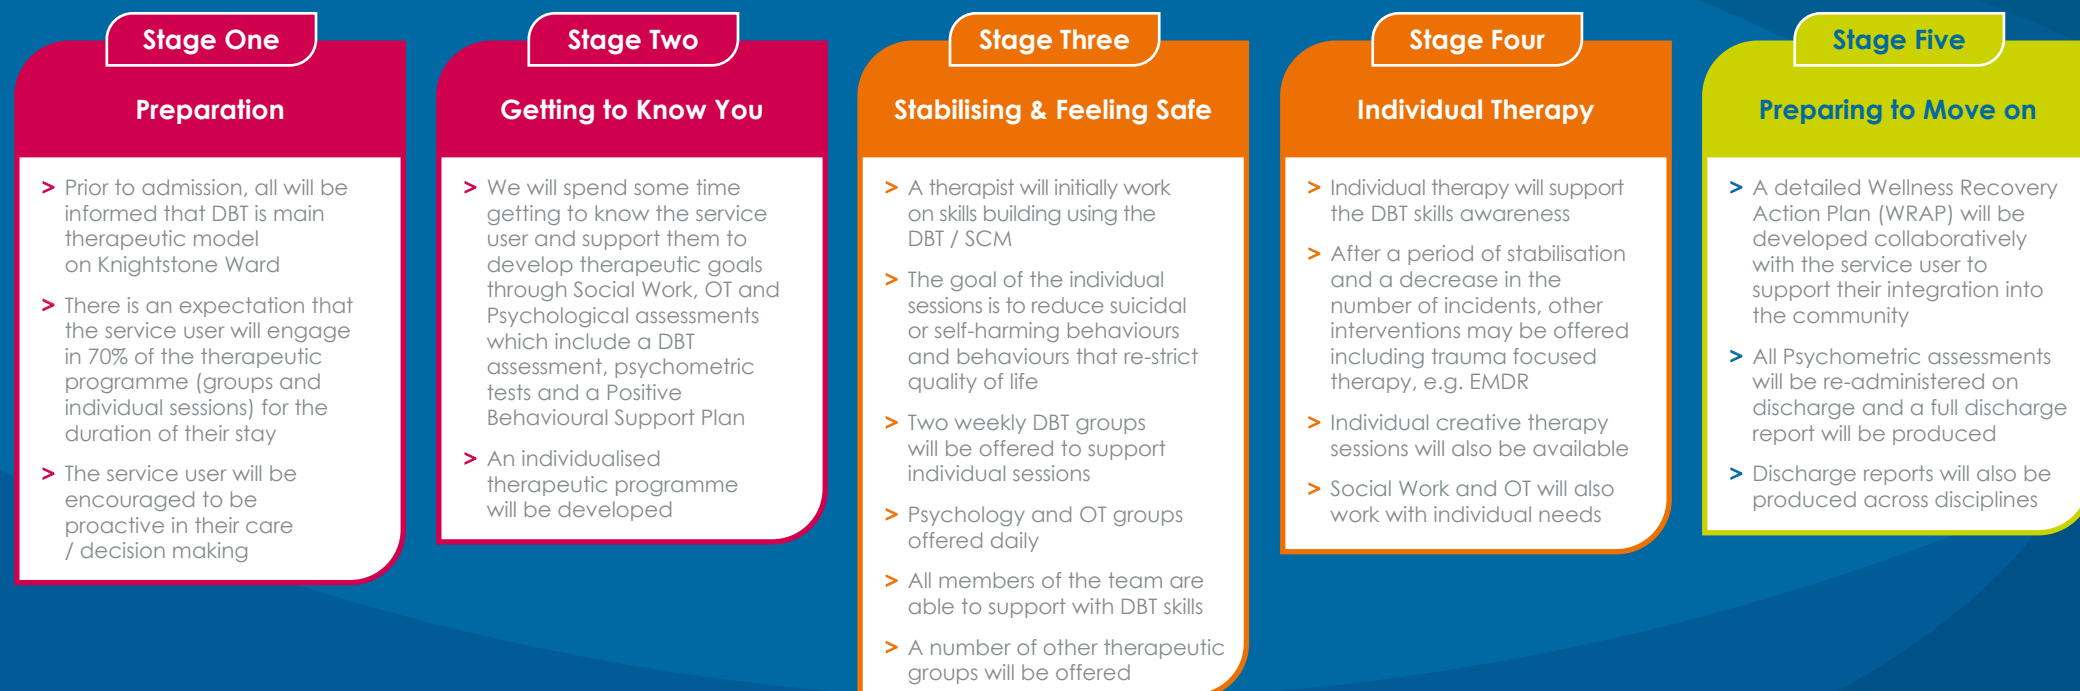 Stage One
Preparation
> Prior to admission, all will be
informed that DBT is main
therapeutic model
on Knightstone Ward
> There is an expectation that
the service user will engage
in 70% of the therapeutic
programme (groups and
individual sessions) for the
duration of their stay
> The service user will be
encouraged to be
proactive in their care
/ decision making
Stage Two
Getting to Know You
> We will spend some time
getting to know the service
user and support them to
develop therapeutic goals
through Social Work, OT and
Psychological assessments
which include a DBT
assessment, psychometric
tests and a Positive
Behavioural Support Plan
> An individualised
therapeutic programme
will be developed
Stage Three
Stabilising & Feeling Safe
> A therapist will initially work
on skills building using the
DBT / SCM
> The goal of the individual
sessions is to reduce suicidal
or self-harming behaviours
and behaviours that re-strict
quality of life
> Two weekly DBT groups
will be offered to support
individual sessions
> Psychology and OT groups
offered daily
> All members of the team are
able to support with DBT skills
> A number of other therapeutic
groups will be offered
Stage Four
Individual Therapy
> Individual therapy will support
the DBT skills awareness
> After a period of stabilisation
and a decrease in the
number of incidents, other
interventions may be offered
including trauma focused
therapy, e.g. EMDR
> Individual creative therapy
sessions will also be available
> Social Work and OT will also
work with individual needs
Stage Five
Preparing to Move on
> A detailed Wellness Recovery
Action Plan (WRAP) will be
developed collaboratively
with the service user to
support their integration into
the community
> All Psychometric assessments
will be re-administered on
discharge and a full discharge
report will be produced
> Discharge reports will also be
produced across disciplines